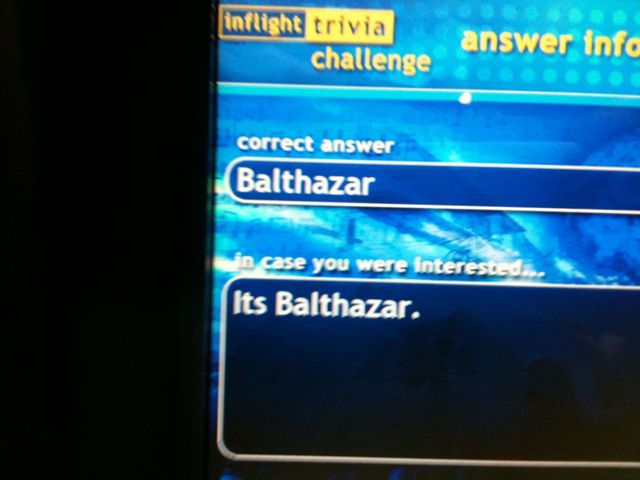 inflight trivia
challenge
answer info
correct answer
Balthazar
in case you were interested...
Its Balthazar.